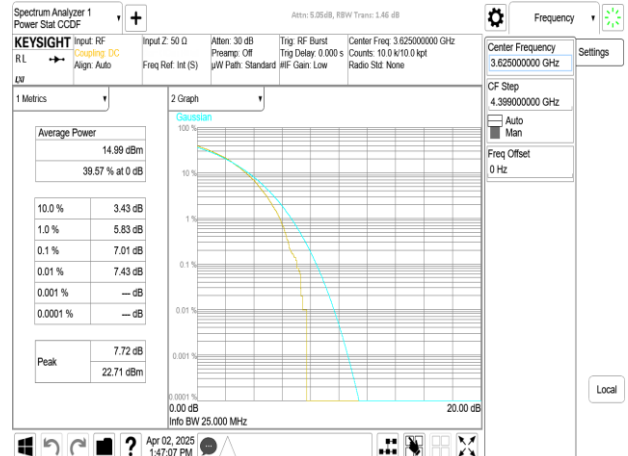 Spectrum Analyzer 1
Power Stat CCDF
Attn: 5.05dB, RBW Trans: 1.46 dB
Frequency
KEYSIGHT
RL
Input: RF
Coupling: DC
Align: Auto
Input Z: 50 Ω
Freq Ref: Int (S)
Atten: 30 dB
Preamp: Off
µW Path: Standard
Trig: RF Burst
Trig Delay: 0.000 s
#IF Gain: Low
Center Freq: 3.625000000 GHz
Counts: 10.0 k/10.0 kpt
Radio Std: None
Center Frequency
3.625000000 GHz
Settings
CF Step
4.399000000 GHz
Auto
Man
Freq Offset
0 Hz
1 Metrics
Average Power
14.99 dBm
39.57 % at 0 dB
10.0 % 3.43 dB
1.0 % 5.83 dB
0.1 % 7.01 dB
0.01 % 7.43 dB
0.001 % --- dB
0.0001 % --- dB
Peak
7.72 dB
22.71 dBm
2 Graph
Gaussian
100 %
10 %
1 %
0.1 %
0.01 %
0.001 %
0.0001 %
0.00 dB
20.00 dB
Info BW 25.000 MHz
Local
?
Apr 02, 2025
1:47:07 PM